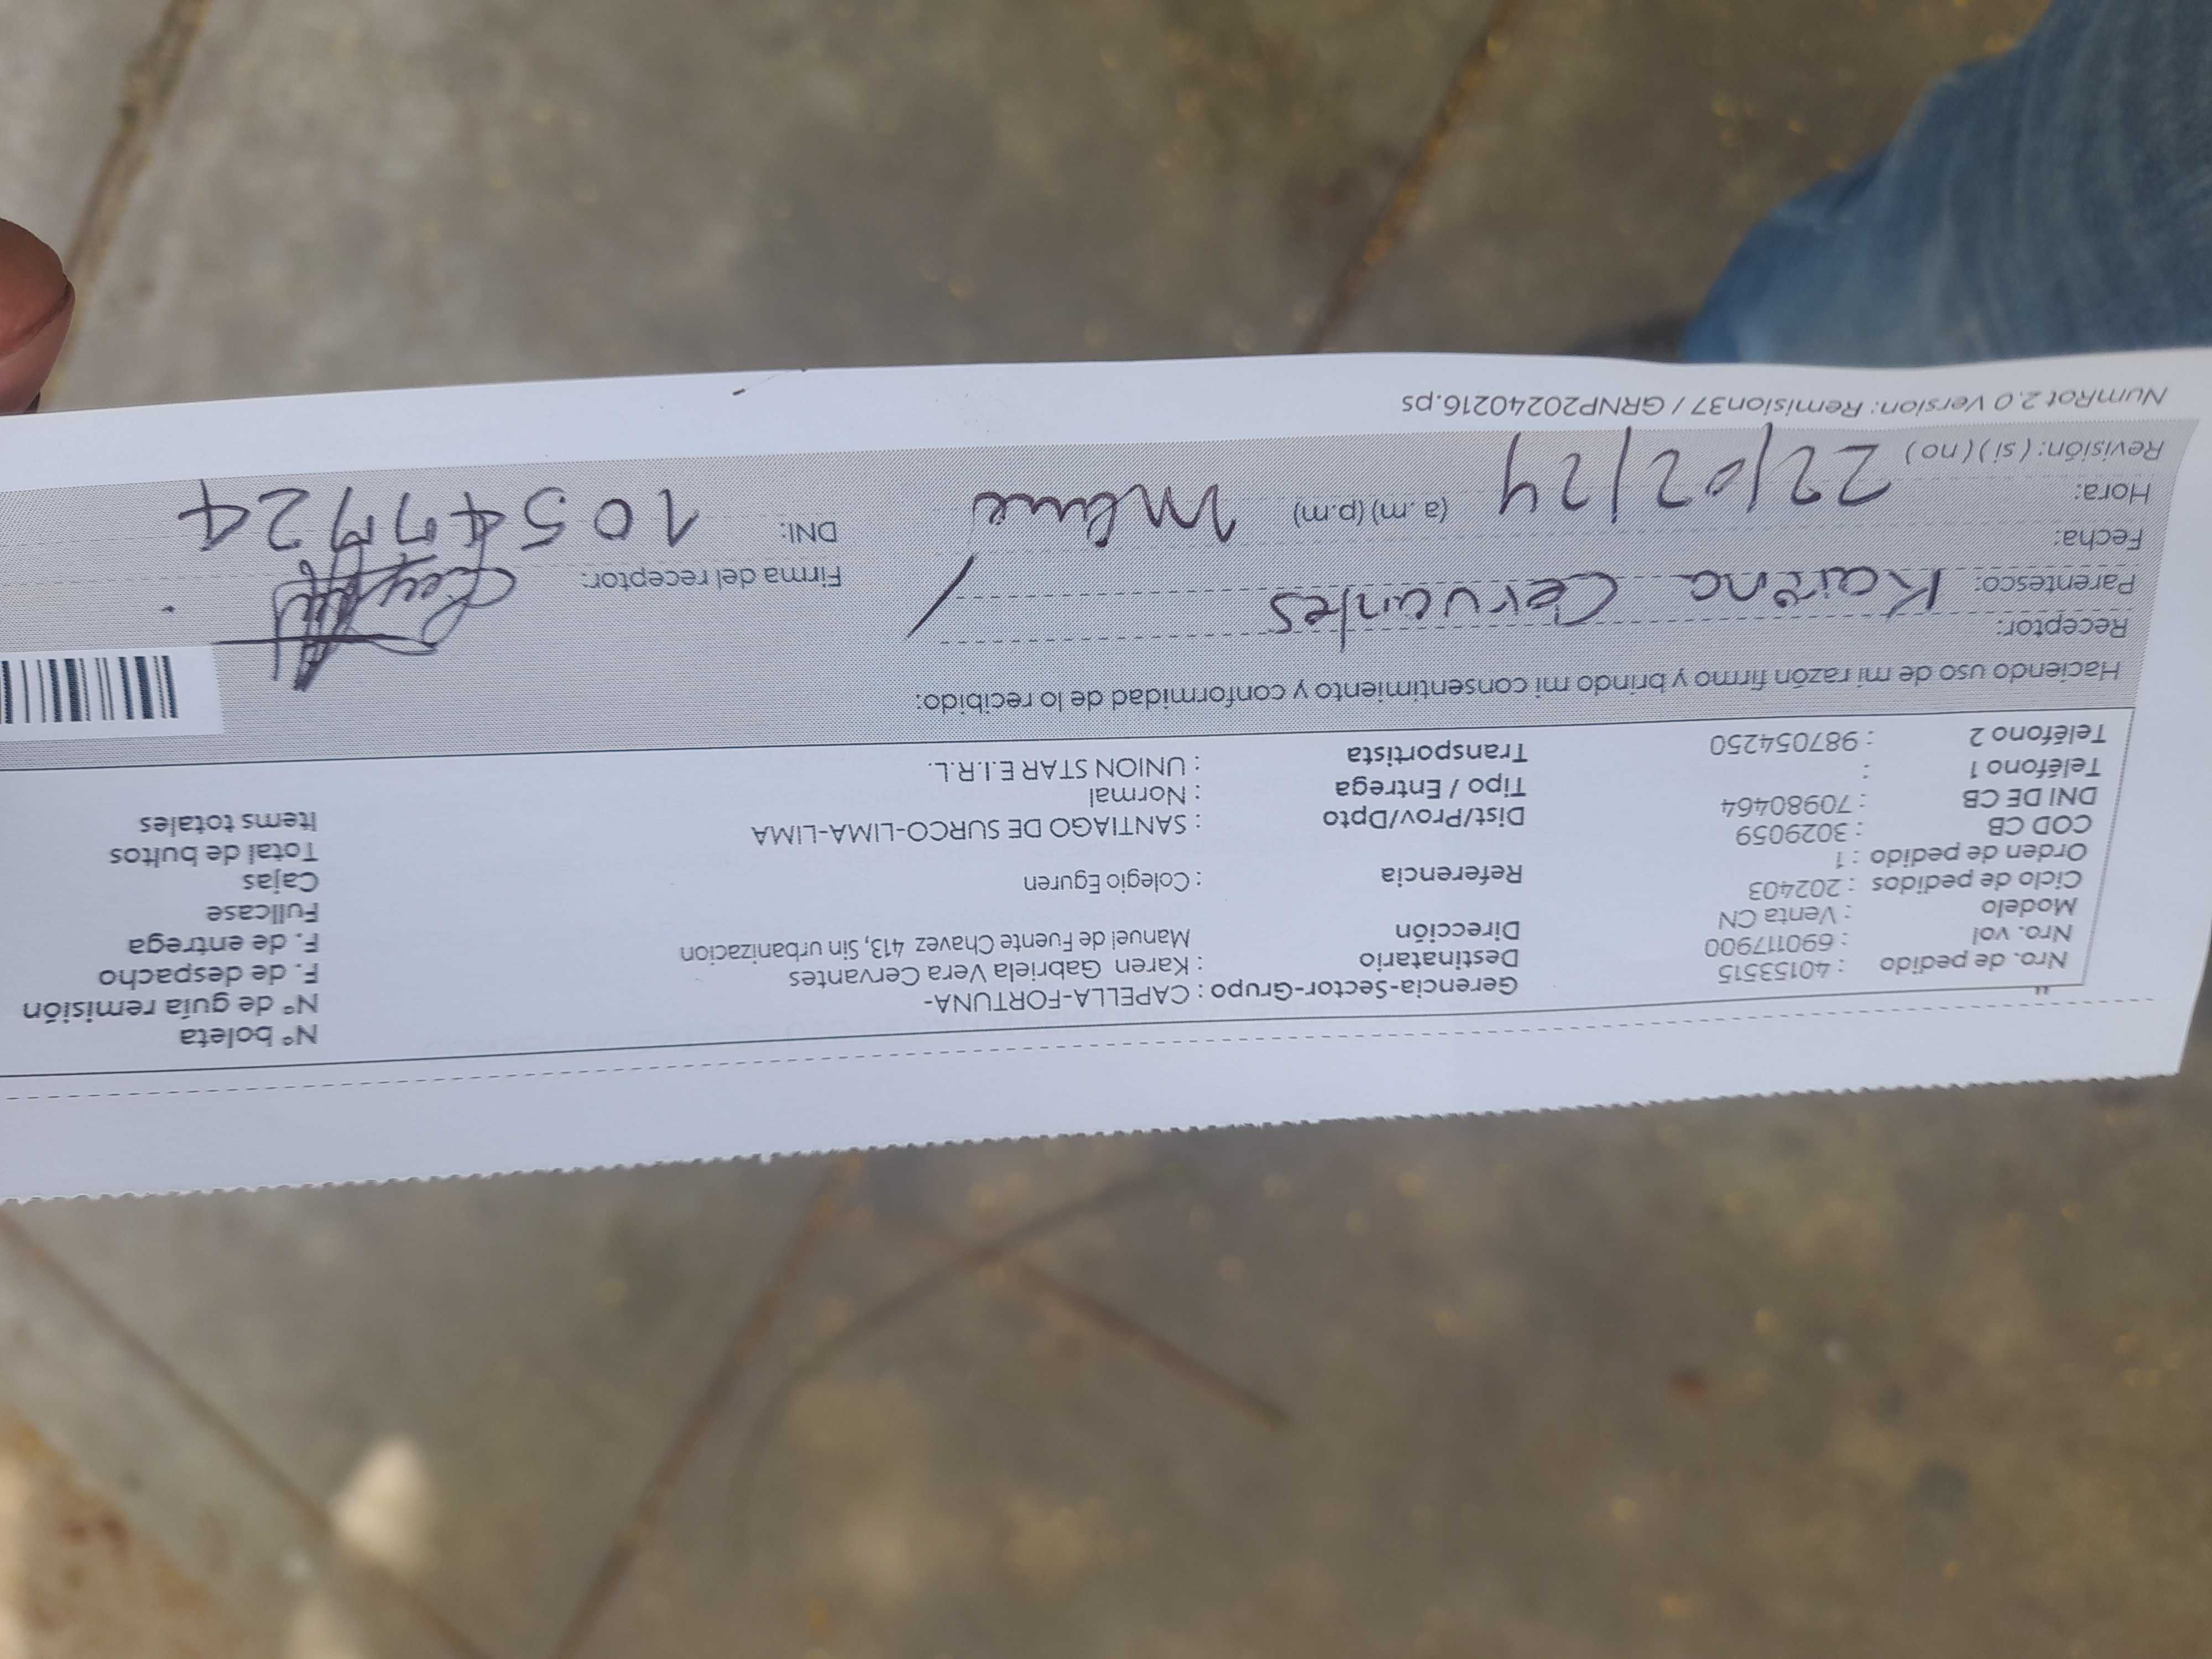 Nº boleta
Nº de guía remisión
F. de despacho
F. de entrega
Fullcase
Cajas
Total de bultos
Items totales
Gerencia-Sector-Grupo : CAPELLA-FORTUNA-
Destinatario : Karen Gabriela Vera Cervantes
Dirección Manuel de Fuente Chavez 413, Sin urbanizacion
Referencia : Colegio Eguren
Dist/Prov/Dpto : SANTIAGO DE SURCO-LIMA-LIMA
Tipo / Entrega : Normal
Transportista : UNION STAR E.I.R.L.
Nro. de pedido : 40153515
Nro. vol : 690117900
Modelo : Venta CN
Ciclo de pedidos : 202403
Orden de pedido : 1
COD CB : 3029059
DNI DE CB : 70980464
Teléfono 1 :
Teléfono 2 : 987054250
Haciendo uso de mi razón firmo y brindo mi consentimiento y conformidad de lo recibido:
Receptor:
Parentesco: Karina Cervantes /
Firma del receptor:
Fecha:
Hora: 22/02/24 (a.m) (p.m)
DNI: 10547724
Revisión: (si) (no)
NumRot 2.0 Version: Remision37 / GRNP20240216.ps